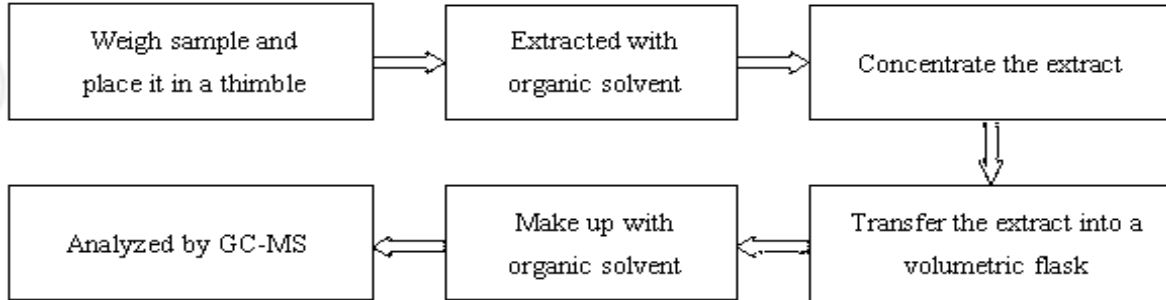 Weigh sample and
place it in a thimble
Extracted with
organic solvent
Concentrate the extract
Transfer the extract into a
volumetric flask
Make up with
organic solvent
Analyzed by GC-MS